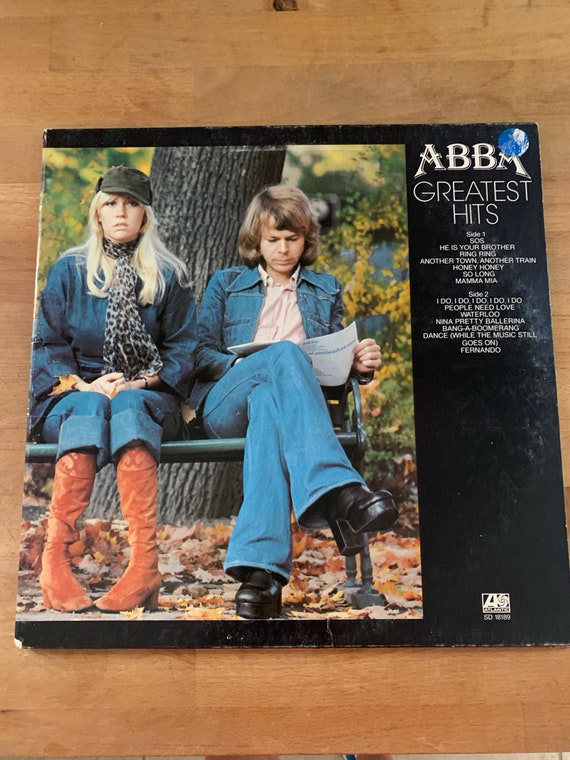 ABBA
GREATEST
HITS
Side 1
SOS
HE IS YOUR BROTHER
RING RING
ANOTHER TOWN, ANOTHER TRAIN
HONEY HONEY
SO LONG
MAMMA MIA
Side 2
I DO, I DO, I DO, I DO, I DO
PEOPLE NEED LOVE
WATERLOO
NINA PRETTY BALLERINA
BANG-A-BOOMERANG
DANCE (WHILE THE MUSIC STILL
GOES ON)
FERNANDO
ATLANTIC
SD 18189